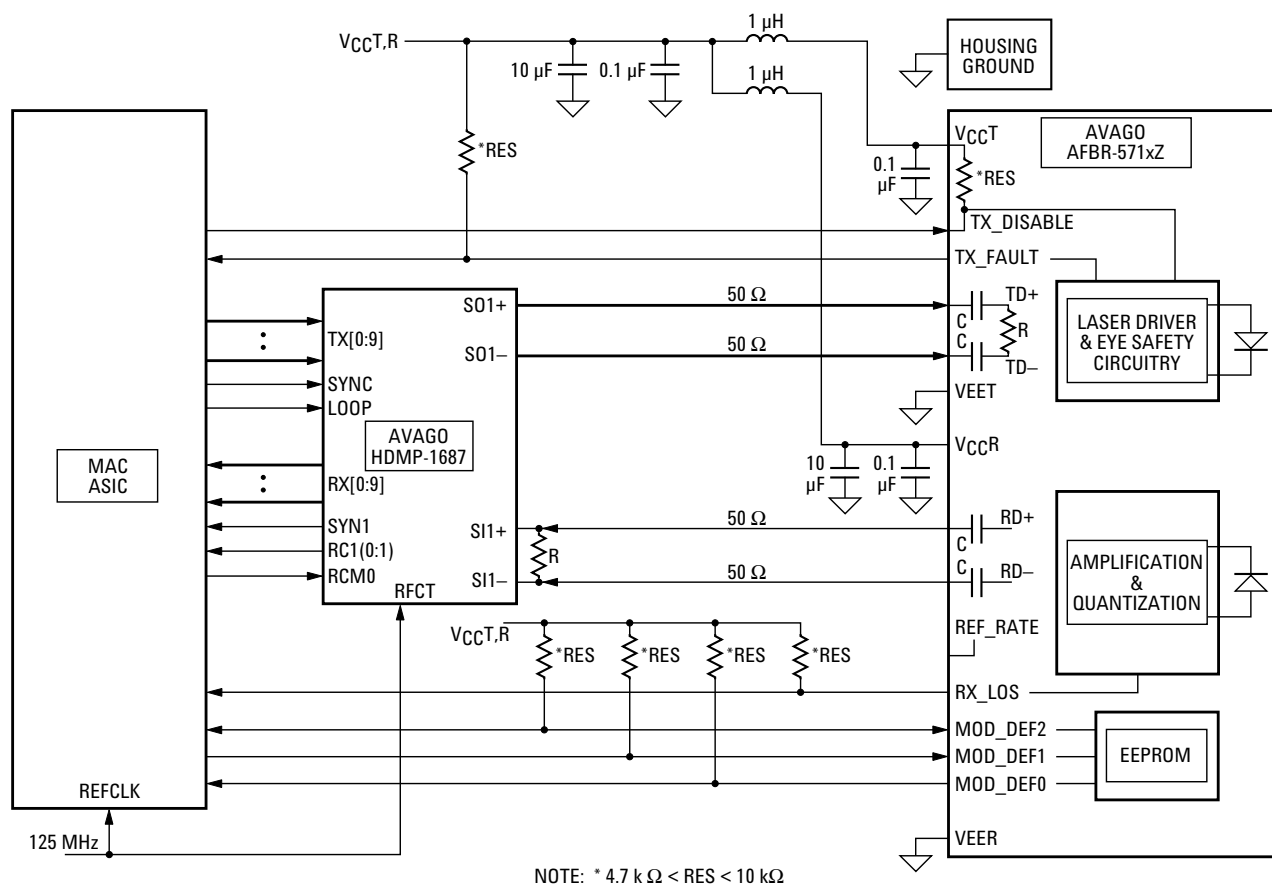 1 µH
VCCT,R
10 µF
0.1 µF
1 µH
HOUSING
GROUND
*RES
VCCT
AVAGO
AFBR-571xZ
0.1
µF
*RES
TX_DISABLE
TX_FAULT
SO1+
50 Ω
TD+
C
C
R
TX[0:9]
:
SO1–
50 Ω
TD–
LASER DRIVER
& EYE SAFETY
CIRCUITRY
SYNC
LOOP
VEET
AVAGO
HDMP-1687
VCCR
MAC
ASIC
10
µF
0.1
µF
RX[0:9]
:
SYN1
RC1(0:1)
RCM0
SI1+
50 Ω
RD+
C
R
C
SI1–
50 Ω
RD–
RFCT
AMPLIFICATION
&
QUANTIZATION
VCCT,R
REF_RATE
*RES
*RES
*RES
*RES
RX_LOS
MOD_DEF2
MOD_DEF1
MOD_DEF0
EEPROM
REFCLK
125 MHz
VEER
NOTE: * 4.7 k Ω < RES < 10 kΩ